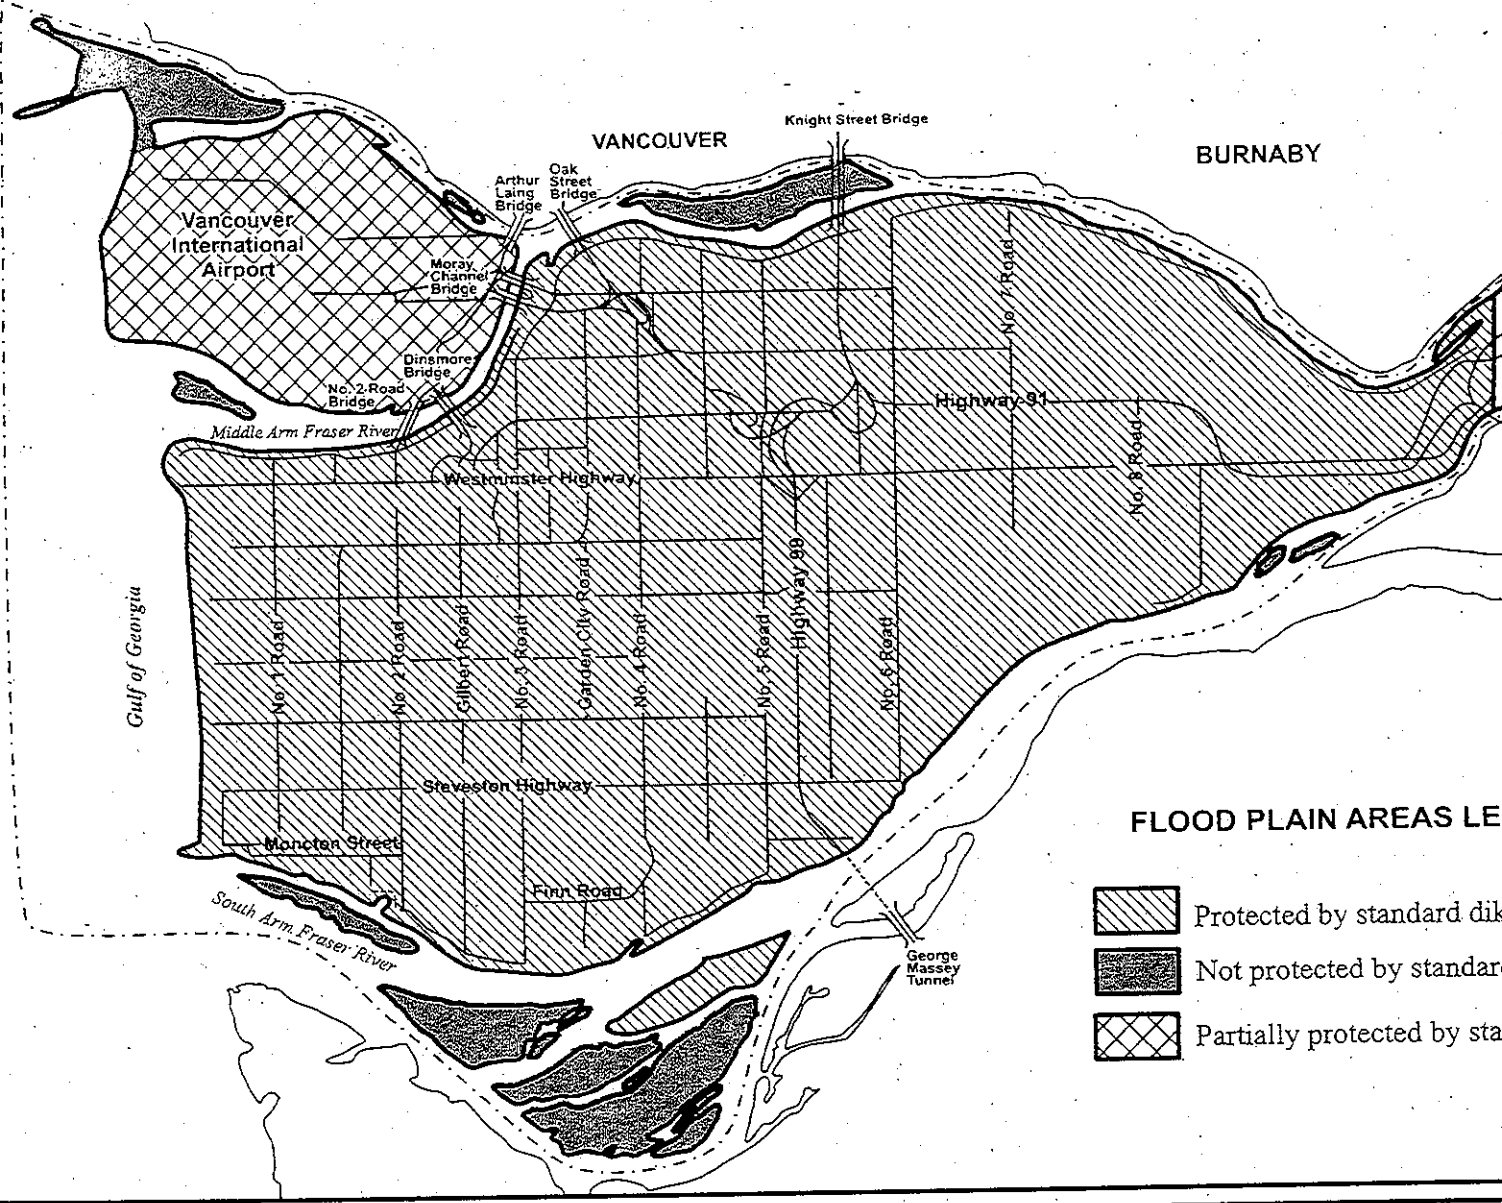 VANCOUVER
Knight Street Bridge
BURNABY
Arthur
Laing
Bridge
Oak
Street
Bridge
Vancouver
International
Airport
Moray
Channel
Bridge
Dinsmore
Bridge
No. 2 Road
Bridge
Middle Arm Fraser River
No 7 Road
Highway 91
No. 8 Road
Westminster Highway
Highway 99
Gulf of Georgia
No 1 Road
No 2 Road
Gilbert Road
No. 3 Road
Garden City Road
No. 4 Road
No. 5 Road
No. 6 Road
Steveston Highway
Moncton Street
Finn Road
South Arm Fraser River
George
Massey
Tunnel
FLOOD PLAIN AREAS LE
Protected by standard dik
Not protected by standar
Partially protected by sta